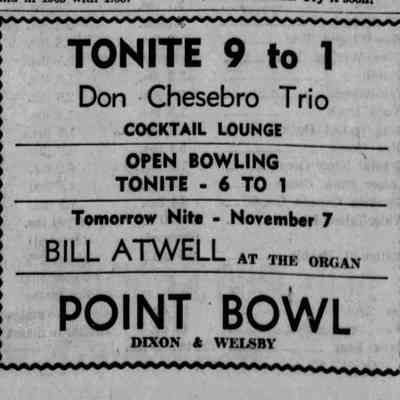 TONITE 9 to 1
Don Chesebro Trio
COCKTAIL LOUNGE
OPEN BOWLING
TONITE - 6 TO 1
Tomorrow Nite - November 7
BILL ATWELL AT THE ORGAN
POINT BOWL
DIXON & WELSBY